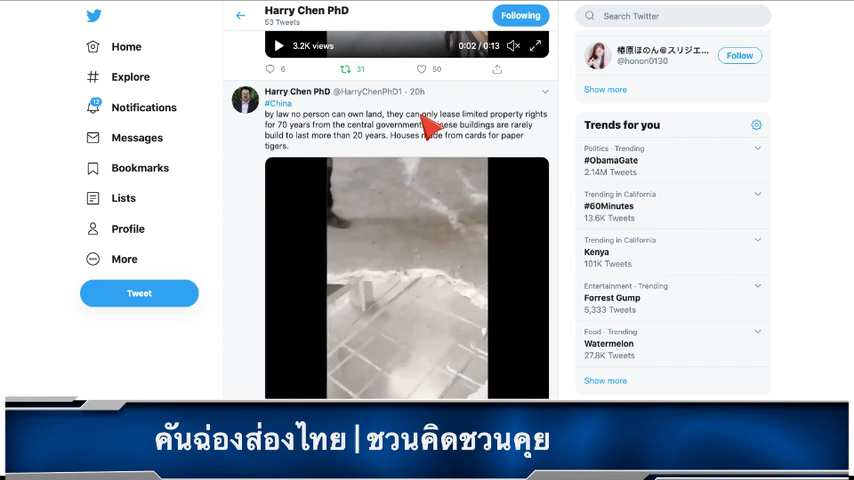 Home
Explore
12
Notifications
Messages
Bookmarks
Lists
Profile
More
Tweet
Harry Chen PhD
53 Tweets
Following
3.2K views
0:02 / 0:13
6
31
50
Harry Chen PhD @HarryChenPhD1 · 20h
#China
by law no person can own land, they can only lease limited property rights
for 70 years from the central government
buildings are rarely
build to last more than 20 years. Houses made from cards for paper
tigers.
Search Twitter
椿原ほのん@スリジエ...
@honon0130
Follow
Show more
Trends for you
Politics · Trending
#ObamaGate
2.14M Tweets
Trending in California
#60Minutes
13.6K Tweets
Trending in California
Kenya
101K Tweets
Entertainment · Trending
Forrest Gump
5,333 Tweets
Food · Trending
Watermelon
27.8K Tweets
Show more
คันฉ่องส่องไทย | ชวนคิดชวนคุย